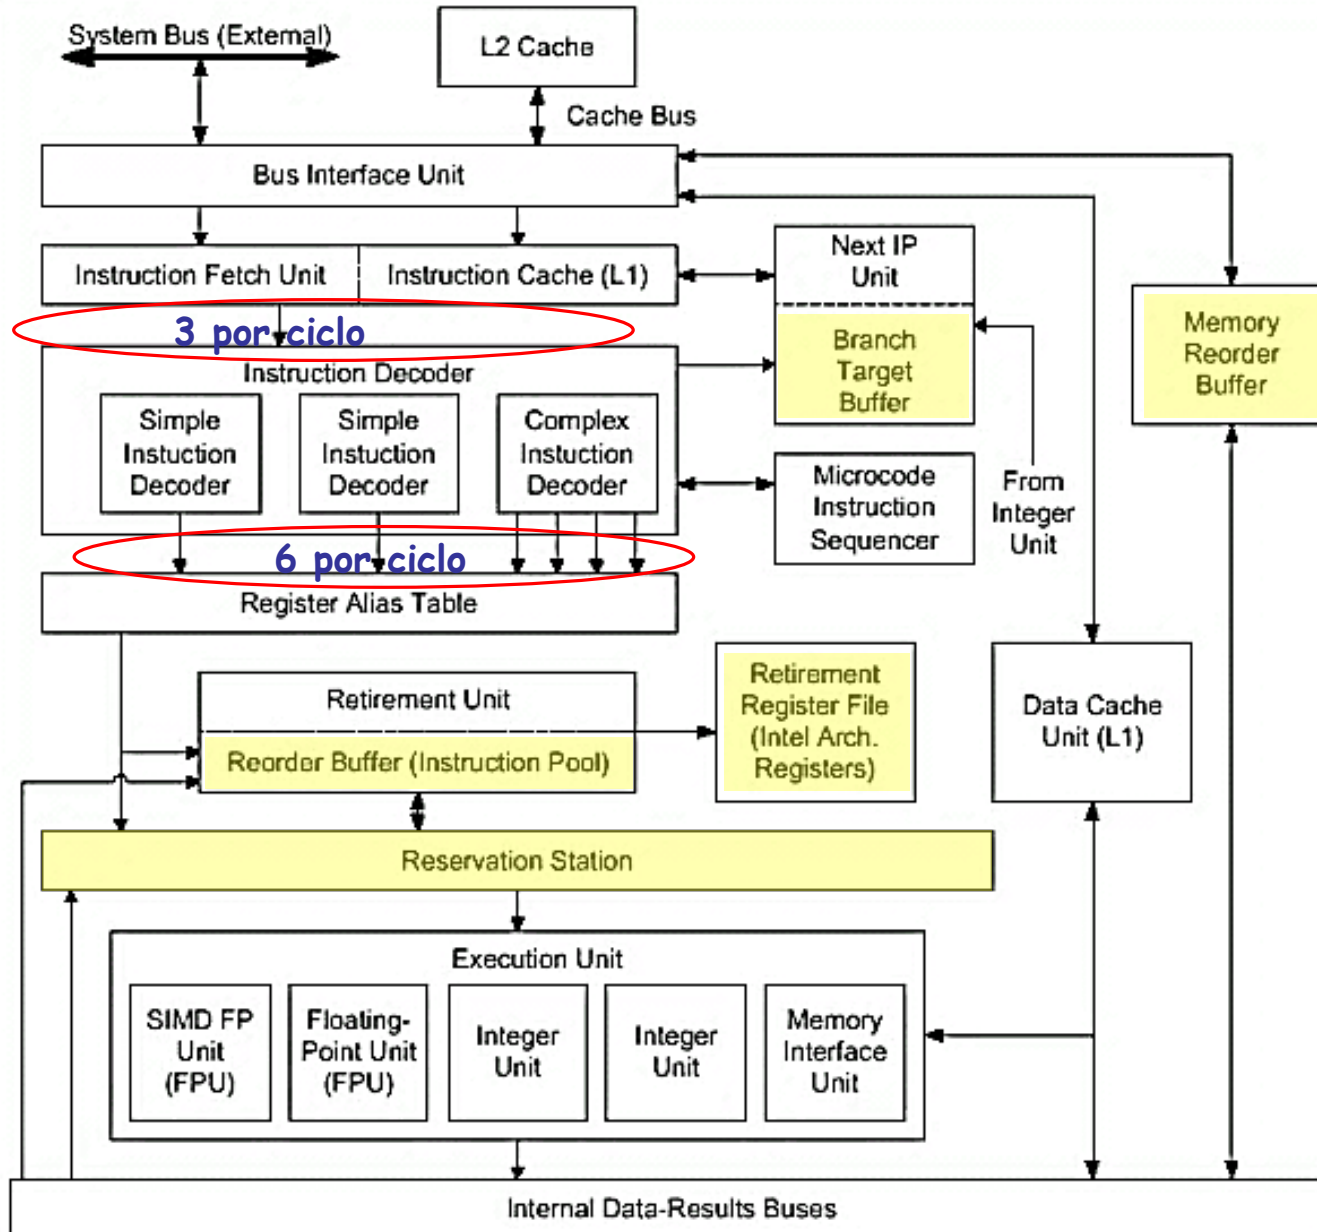 System Bus (External)
L2 Cache
Cache Bus
Bus Interface Unit
Instruction Fetch Unit
Instruction Cache (L1)
Next IP
Unit
Branch
Target
Buffer
Memory
Reorder
Buffer
3 por ciclo
Instruction Decoder
Simple
Instuction
Decoder
Simple
Instuction
Decoder
Complex
Instuction
Decoder
Microcode
Instruction
Sequencer
From
Integer
Unit
6 por ciclo
Register Alias Table
Retirement Unit
Reorder Buffer (Instruction Pool)
Retirement
Register File
(Intel Arch.
Registers)
Data Cache
Unit (L1)
Reservation Station
Execution Unit
SIMD FP
Unit
(FPU)
Floating-
Point Unit
(FPU)
Integer
Unit
Integer
Unit
Memory
Interface
Unit
Internal Data-Results Buses